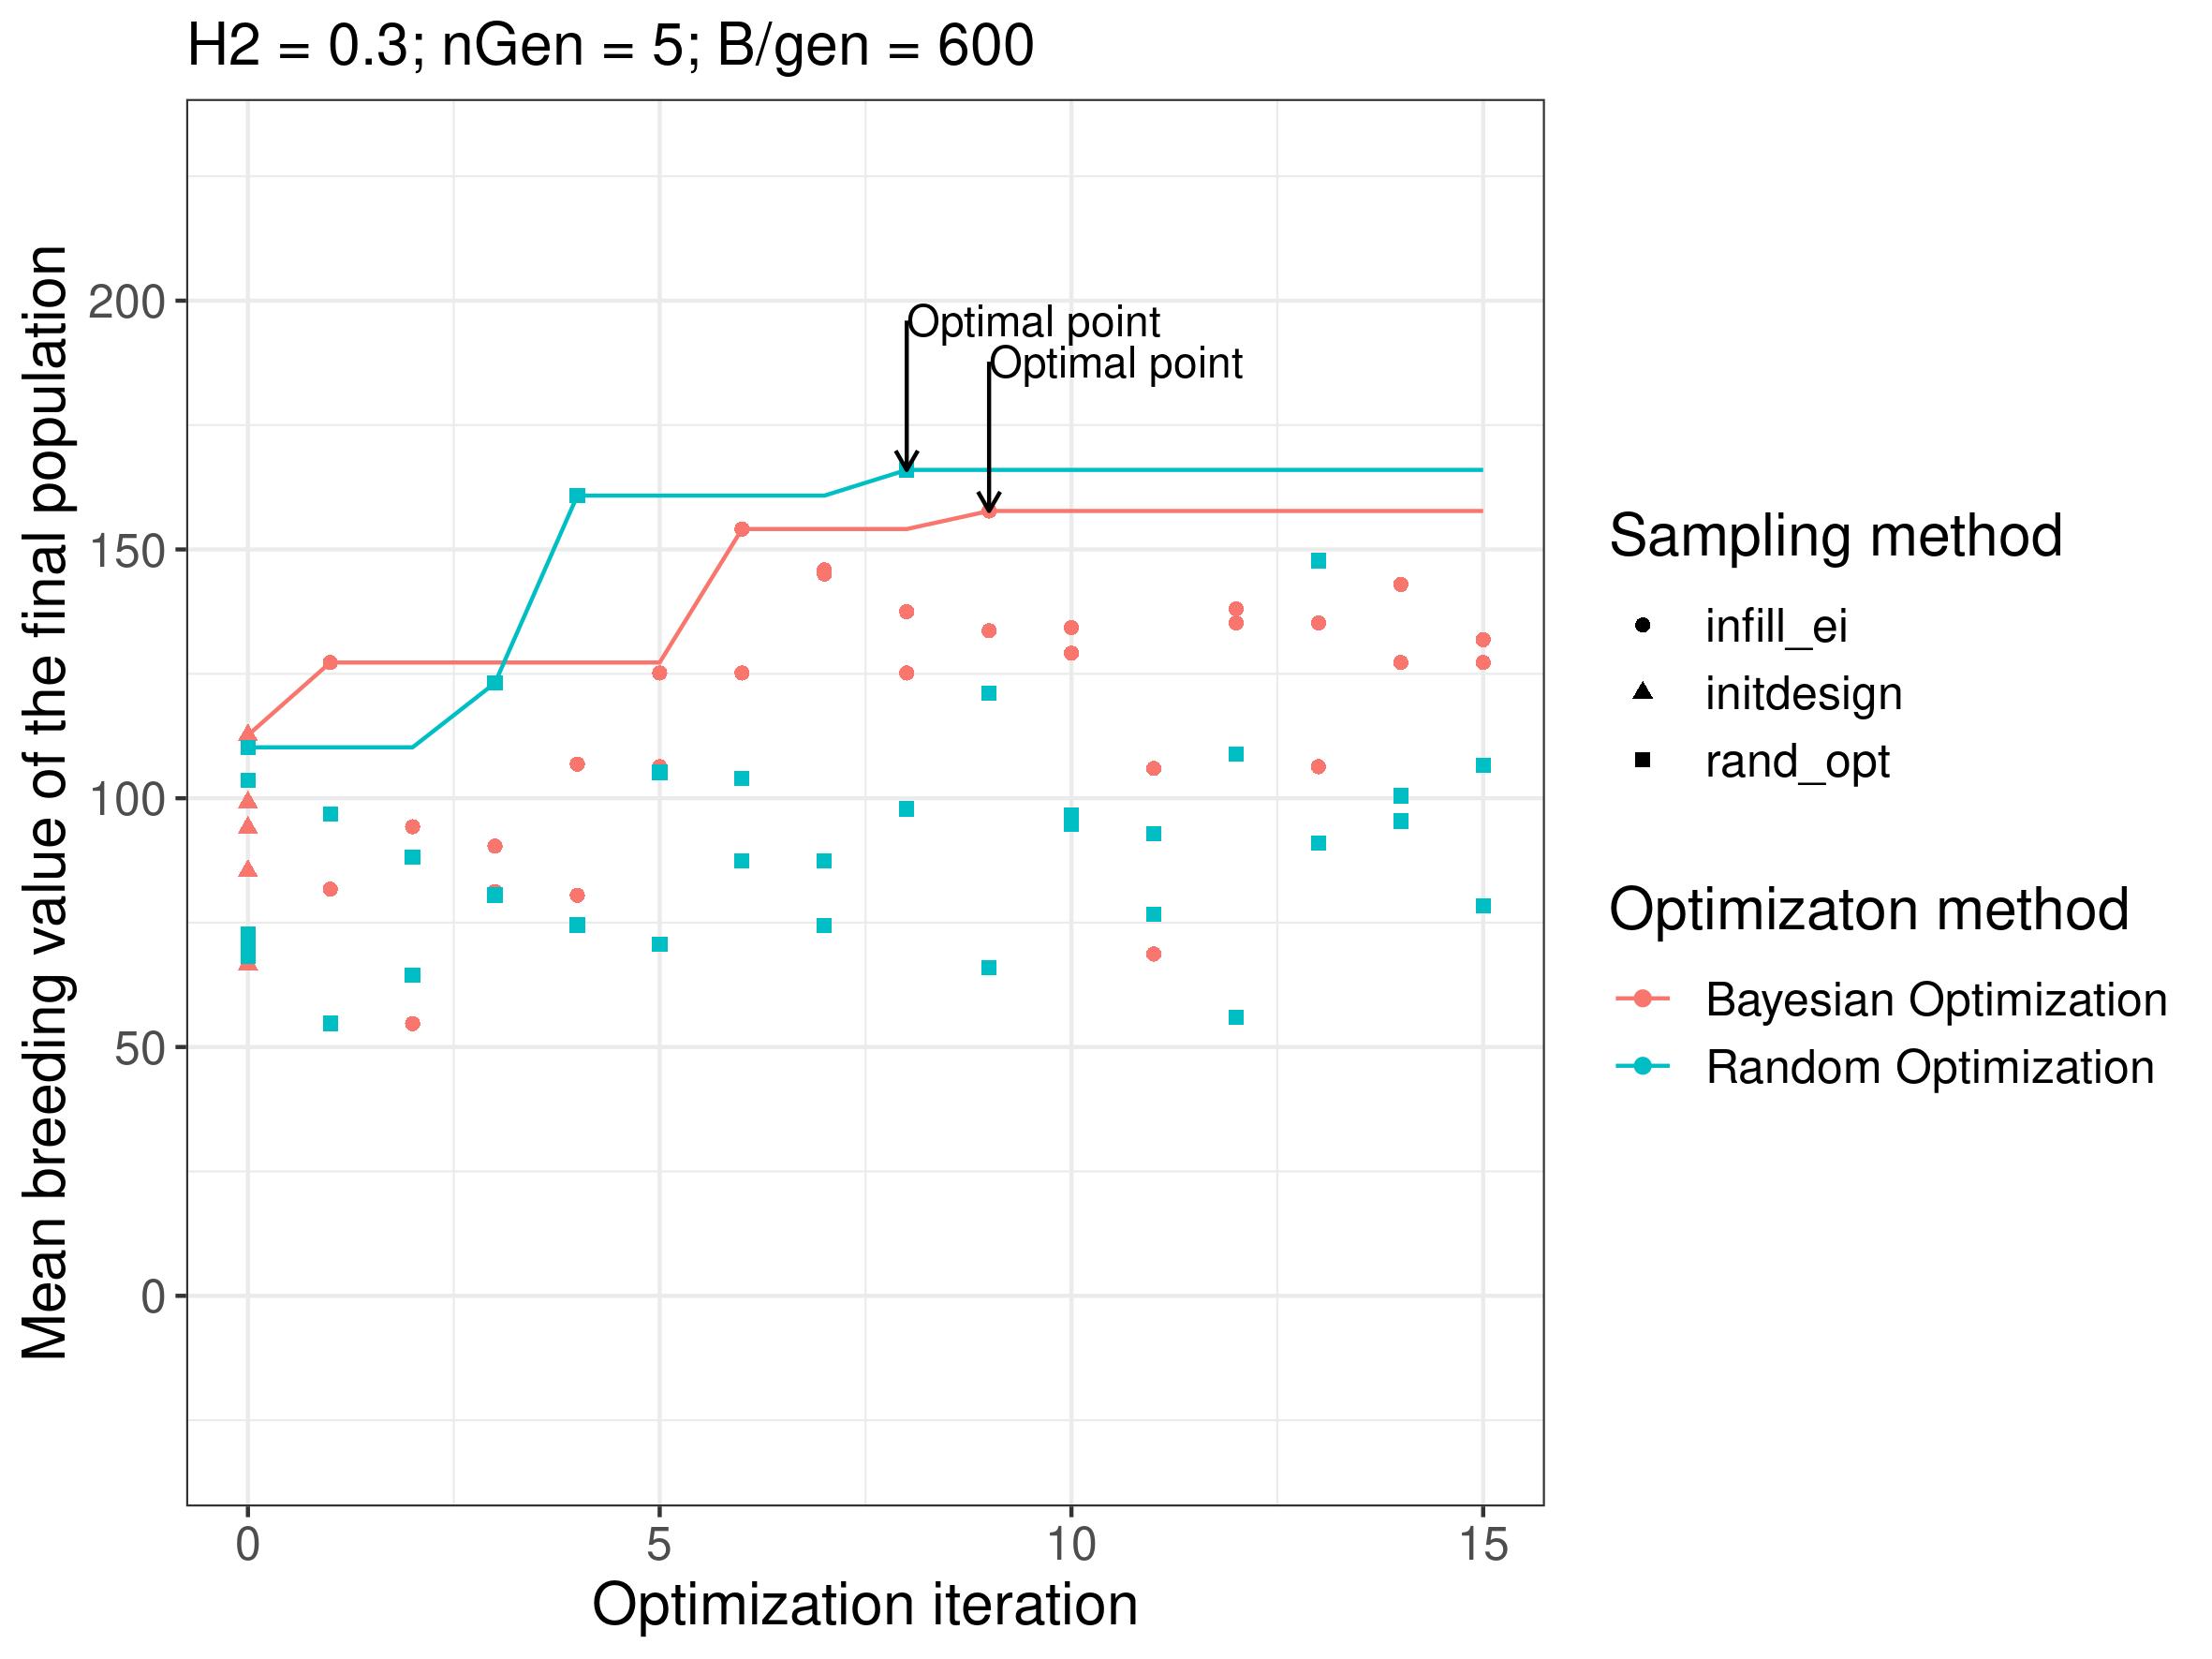 H2 = 0.3; nGen = 5; B/gen = 600
Mean breeding value of the final population
200
150
100
50
0
Optimal point
Optimal point
0 5 10 15
Optimization iteration
Sampling method
infill_ei
initdesign
rand_opt
Optimizaton method
Bayesian Optimization
Random Optimization